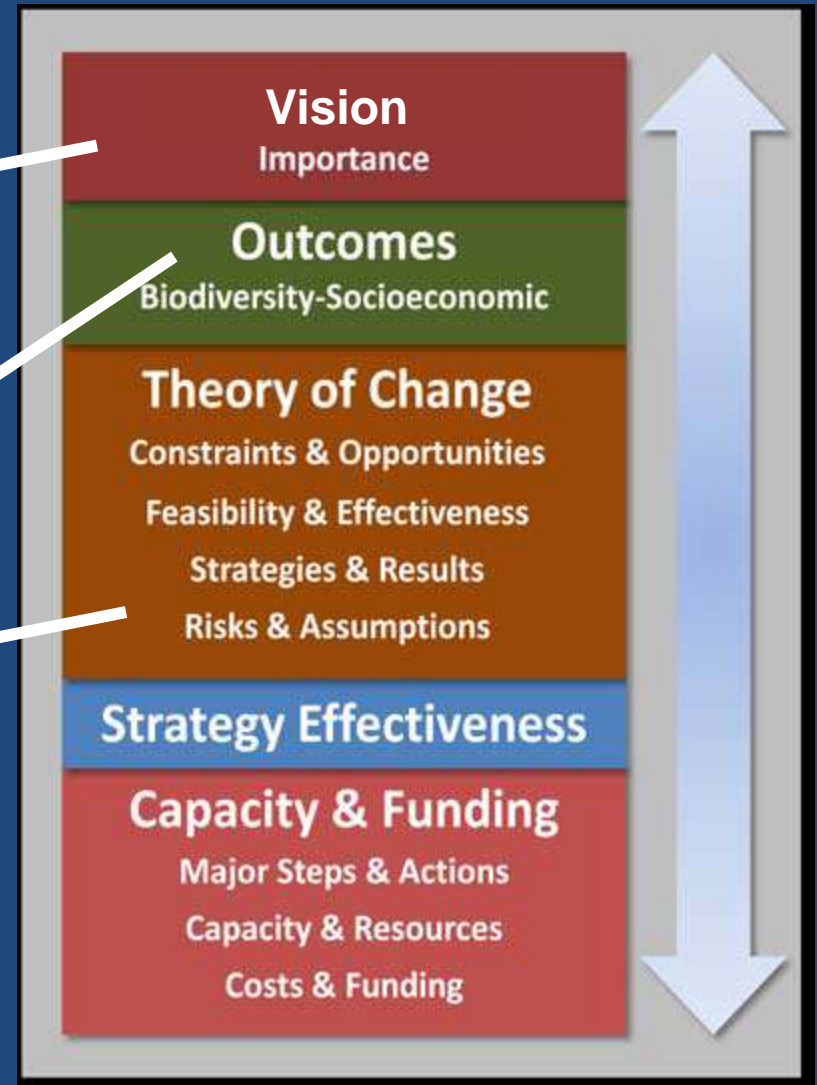 Vision
Importance
Outcomes
Biodiversity-Socioeconomic
Theory of Change
Constraints & Opportunities
Feasibility & Effectiveness
Strategies & Results
Risks & Assumptions
Strategy Effectiveness
Capacity & Funding
Major Steps & Actions
Capacity & Resources
Costs & Funding